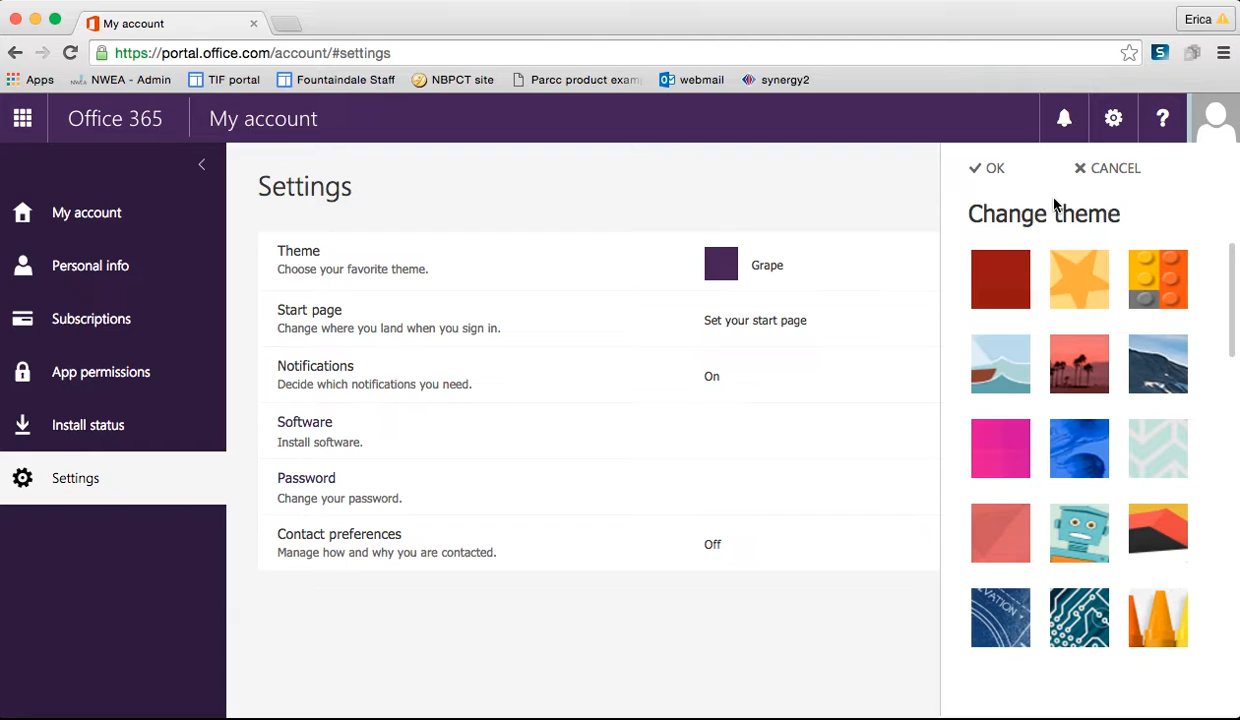 My account
Erica
https://portal.office.com/account/#settings
Apps NWEA - Admin TIF portal Fountaindale Staff NBPCT site Parcc product exam webmail synergy2
Office 365 My account
My account
Personal info
Subscriptions
App permissions
Install status
Settings
Settings
Theme
Choose your favorite theme.
Grape
Start page
Change where you land when you sign in.
Set your start page
Notifications
Decide which notifications you need.
On
Software
Install software.
Password
Change your password.
Contact preferences
Manage how and why you are contacted.
Off
OK CANCEL
Change theme